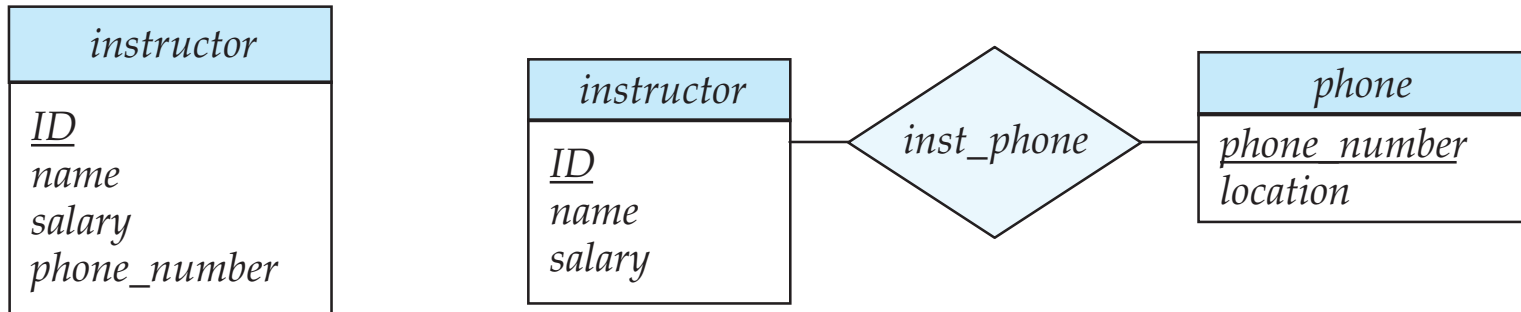 instructor
ID
name
salary
phone_number
instructor
ID
name
salary
inst_phone
phone
phone_number
location